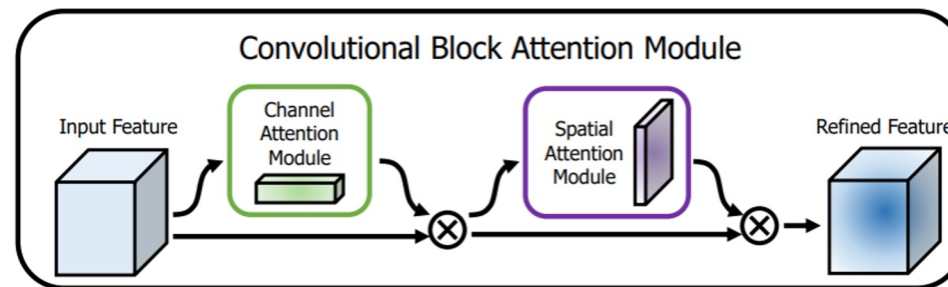 Convolutional Block Attention Module
Input Feature
Channel
Attention
Module
Spatial
Attention
Module
Refined Feature